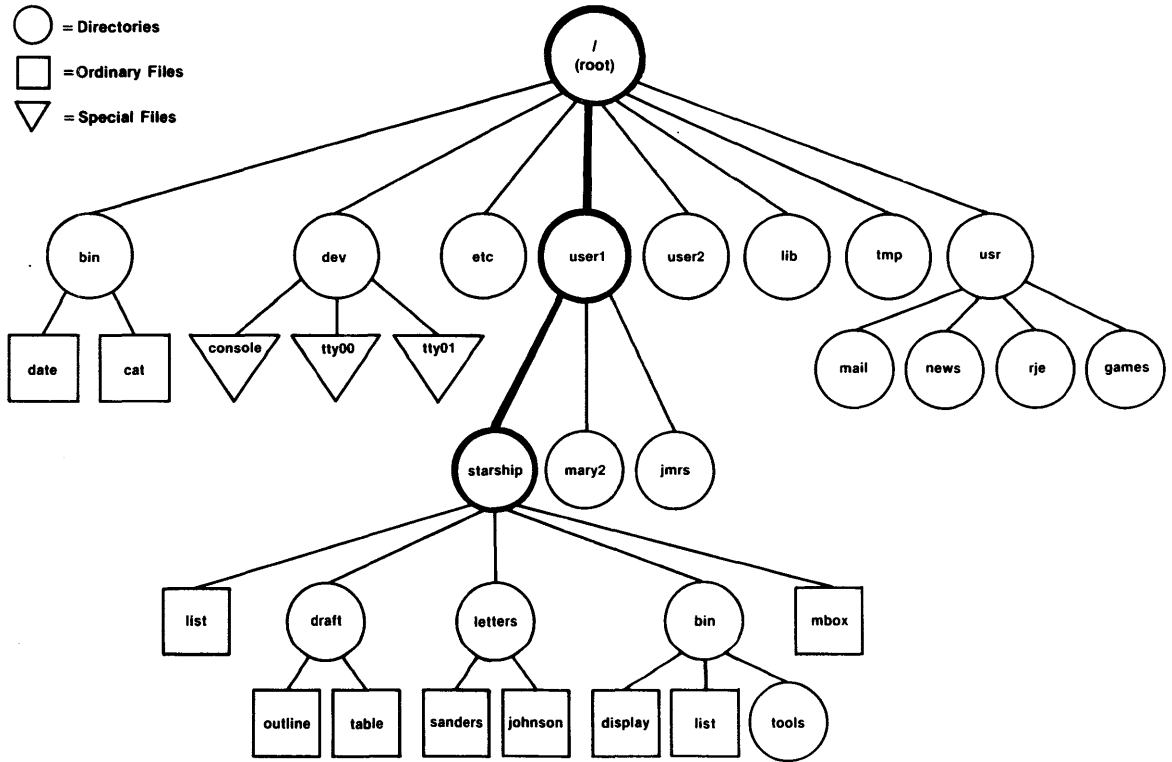 = Directories
= Ordinary Files
= Special Files
/
(root)
bin
dev
etc
user1
user2
lib
tmp
usr
date
cat
console
tty00
tty01
mail
news
rje
games
starship
mary2
jmrs
list
draft
letters
bin
mbox
outline
table
sanders
johnson
display
list
tools